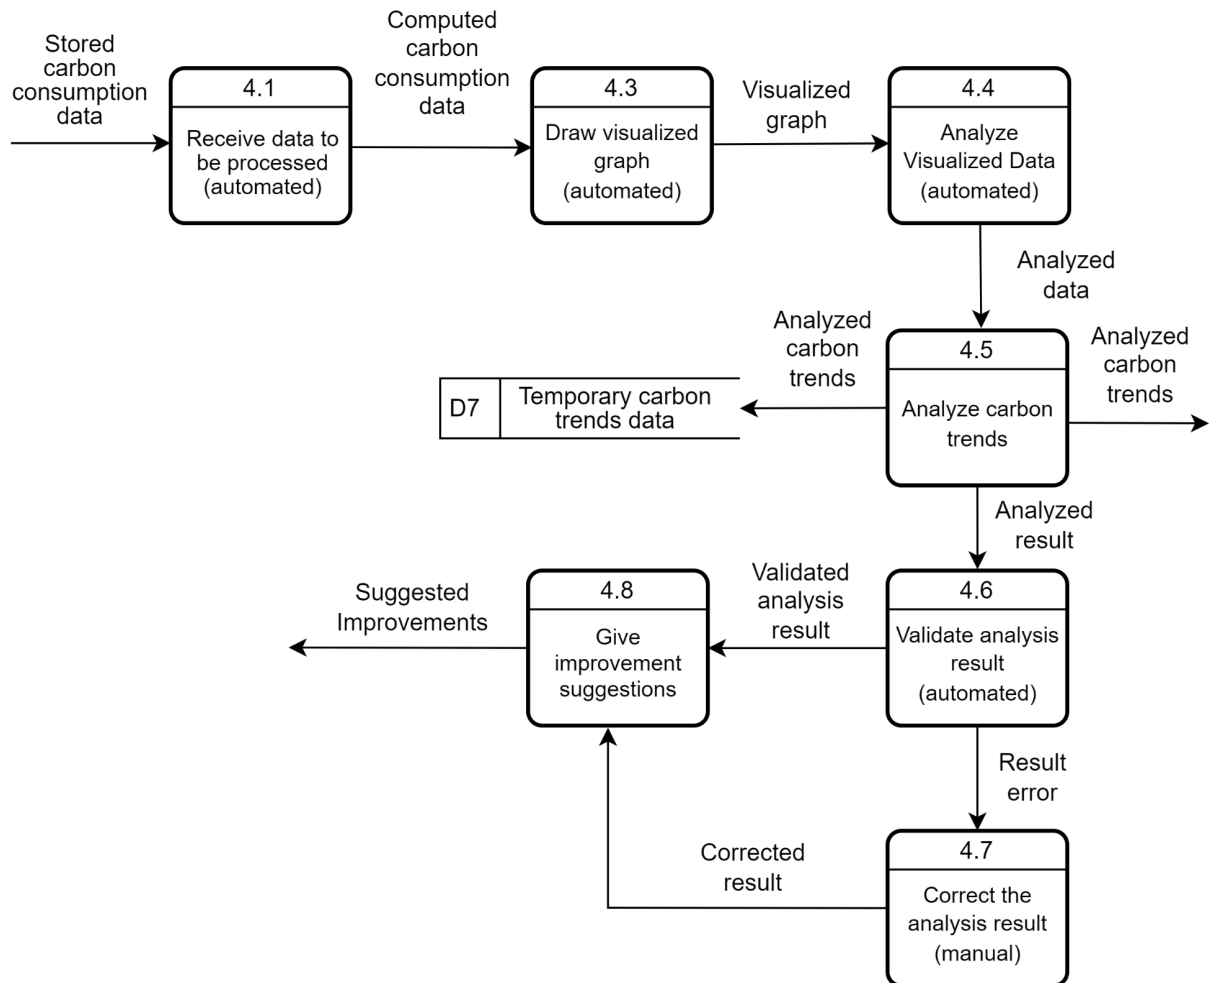 Stored
carbon
consumption
data
4.1
Receive data to
be processed
(automated)
Computed
carbon
consumption
data
4.3
Draw visualized
graph
(automated)
Visualized
graph
4.4
Analyze
Visualized Data
(automated)
Analyzed
data
4.5
Analyze carbon
trends
Analyzed
carbon
trends
Analyzed
carbon
trends
D7
Temporary carbon
trends data
Analyzed
result
4.6
Validate analysis
result
(automated)
Validated
analysis
result
4.8
Give
improvement
suggestions
Suggested
Improvements
Result
error
4.7
Correct the
analysis result
(manual)
Corrected
result